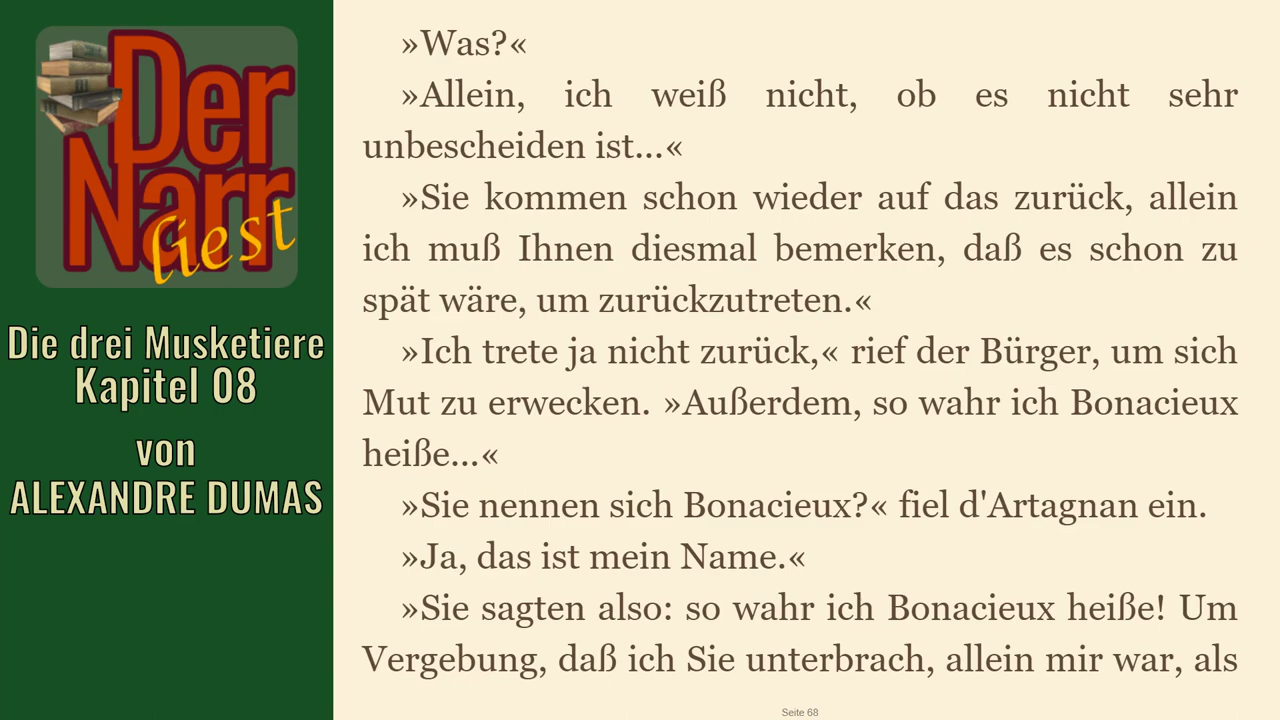 Der
Narr
liest
Die drei Musketiere
Kapitel 08
von
ALEXANDRE DUMAS
»Was?«
»Allein, ich weiß nicht, ob es nicht sehr
unbescheiden ist...«
»Sie kommen schon wieder auf das zurück, allein
ich muß Ihnen diesmal bemerken, daß es schon zu
spät wäre, um zurückzutreten.«
»Ich trete ja nicht zurück,« rief der Bürger, um sich
Mut zu erwecken. »Außerdem, so wahr ich Bonacieux
heiße...«
»Sie nennen sich Bonacieux?« fiel d'Artagnan ein.
»Ja, das ist mein Name.«
»Sie sagten also: so wahr ich Bonacieux heiße! Um
Vergebung, daß ich Sie unterbrach, allein mir war, als
Seite 68